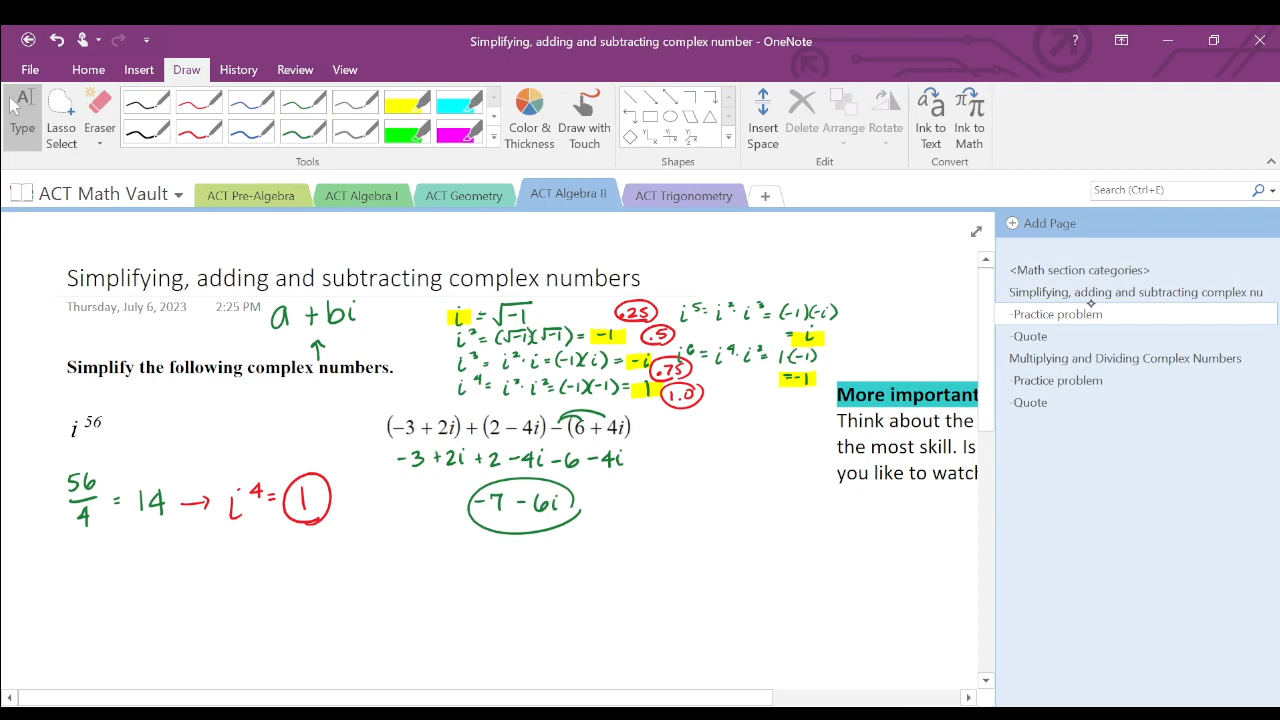 Simplifying, adding and subtracting complex number - OneNote
?
File Home Insert Draw History Review View
Type
Lasso Select
Eraser
Color & Thickness
Draw with Touch
Insert Space
Delete
Arrange
Rotate
Ink to Text
Ink to Math
Tools
Shapes
Edit
Convert
ACT Math Vault
ACT Pre-Algebra
ACT Algebra I
ACT Geometry
ACT Algebra II
ACT Trigonometry
+
Search (Ctrl+E)
Add Page
<Math section categories>
Simplifying, adding and subtracting complex nu
-Practice problem
-Quote
Multiplying and Dividing Complex Numbers
-Practice problem
-Quote
Simplifying, adding and subtracting complex numbers
Thursday, July 6, 2023 2:25 PM
a + bi
i = √-1 .25
i² = (√-1)(√-1) = -1 .5
i³ = i² · i = (-1)(i) = -i .75
i⁴ = i² · i² = (-1)(-1) = 1 1.0
i⁵ = i² · i³ = (-1)(-i)
= i
i⁶ = i⁴ · i² = 1(-1)
= -1
Simplify the following complex numbers.
i ⁵⁶
56/4 = 14 → i⁴ = 1
(−3 + 2i) + (2 − 4i) − (6 + 4i)
-3 + 2i + 2 - 4i - 6 - 4i
-7 - 6i
More important
Think about the
the most skill. Is
you like to watch